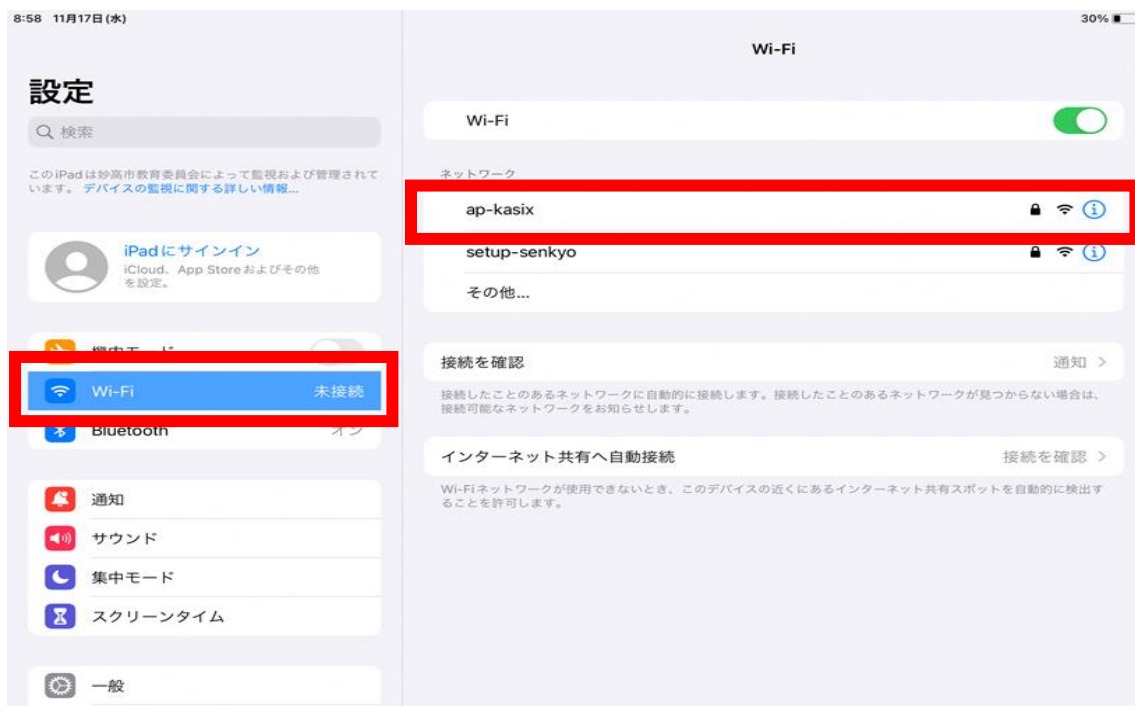 8:58 11月17日(水)
30%
設定
検索
このiPadは妙高市教育委員会によって監視および管理されて
います。デバイスの監視に関する詳しい情報...
iPadにサインイン
iCloud、App Storeおよびその他
を設定。
機内モード
Wi-Fi 未接続
Bluetooth オン
通知
サウンド
集中モード
スクリーンタイム
一般
Wi-Fi
Wi-Fi
ネットワーク
ap-kasix
setup-senkyo
その他...
接続を確認 通知
接続したことのあるネットワークに自動的に接続します。接続したことのあるネットワークが見つからない場合は、
接続可能なネットワークをお知らせします。
インターネット共有へ自動接続 接続を確認
Wi-Fiネットワークが使用できないとき、このデバイスの近くにあるインターネット共有スポットを自動的に検出す
ることを許可します。